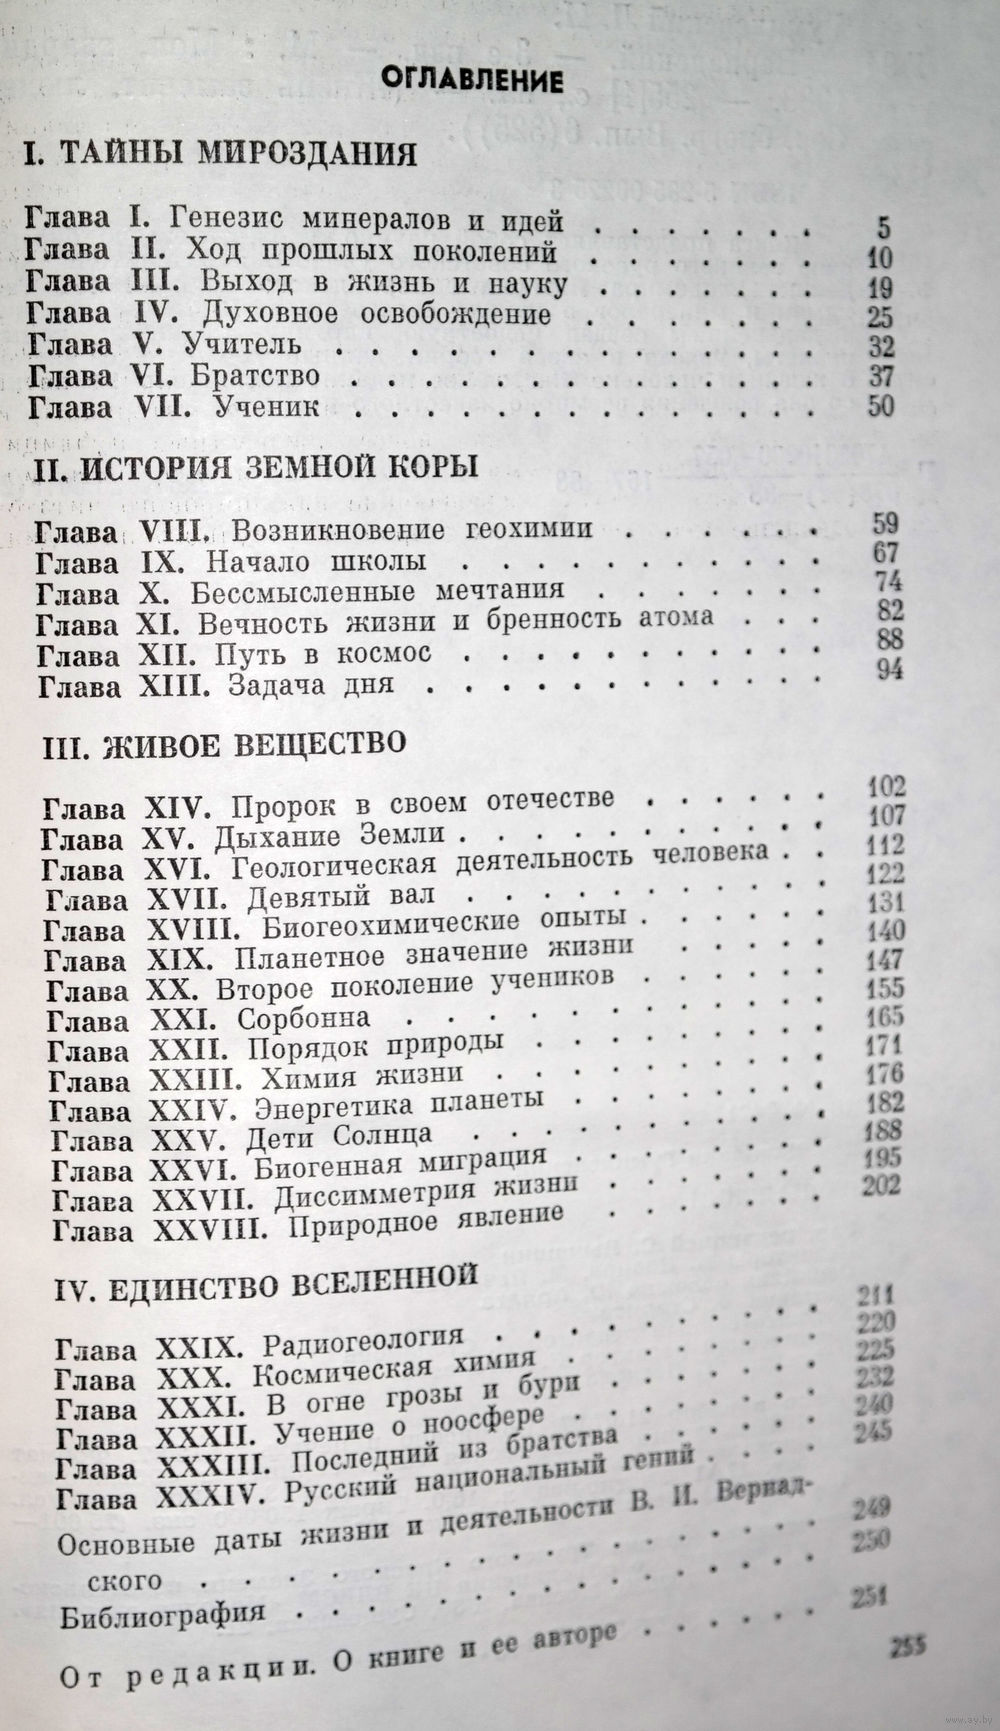 ОГЛАВЛЕНИЕ
I. ТАЙНЫ МИРОЗДАНИЯ
Глава I. Генезис минералов и идей . . . . . . . 5
Глава II. Ход прошлых поколений . . . . . . . 10
Глава III. Выход в жизнь и науку . . . . . . . 19
Глава IV. Духовное освобождение . . . . . . . 25
Глава V. Учитель . . . . . . . . . . . . . 32
Глава VI. Братство . . . . . . . . . . . . 37
Глава VII. Ученик . . . . . . . . . . . . 50
II. ИСТОРИЯ ЗЕМНОЙ КОРЫ
Глава VIII. Возникновение геохимии . . . . . . 59
Глава IX. Начало школы . . . . . . . . . . 67
Глава X. Бессмысленные мечтания . . . . . . . 74
Глава XI. Вечность жизни и бренность атома . . . 82
Глава XII. Путь в космос . . . . . . . . . . 88
Глава XIII. Задача дня . . . . . . . . . . . 94
III. ЖИВОЕ ВЕЩЕСТВО
Глава XIV. Пророк в своем отечестве . . . . . . 102
Глава XV. Дыхание Земли . . . . . . . . . . 107
Глава XVI. Геологическая деятельность человека . . 112
Глава XVII. Девятый вал . . . . . . . . . . 122
Глава XVIII. Биогеохимические опыты . . . . . . 131
Глава XIX. Планетное значение жизни . . . . . 140
Глава XX. Второе поколение учеников . . . . . . 147
Глава XXI. Сорбонна . . . . . . . . . . . 155
Глава XXII. Порядок природы . . . . . . . . 165
Глава XXIII. Химия жизни . . . . . . . . . 171
Глава XXIV. Энергетика планеты . . . . . . . 176
Глава XXV. Дети Солнца . . . . . . . . . . 182
Глава XXVI. Биогенная миграция . . . . . . . 188
Глава XXVII. Диссимметрия жизни . . . . . . 195
Глава XXVIII. Природное явление . . . . . . 202
IV. ЕДИНСТВО ВСЕЛЕННОЙ
Глава XXIX. Радиогеология . . . . . . . . . 211
Глава XXX. Космическая химия . . . . . . . 220
Глава XXXI. В огне грозы и бури . . . . . . 225
Глава XXXII. Учение о ноосфере . . . . . . . 232
Глава XXXIII. Последний из братства . . . . . 240
Глава XXXIV. Русский национальный гений . . . . 245
Основные даты жизни и деятельности В. И. Вернад-
ского . . . . . . . . . . . . . . . . 249
Библиография . . . . . . . . . . . . . . 250
От редакции. О книге и ее авторе . . . . . . 251
255
www.ay.by